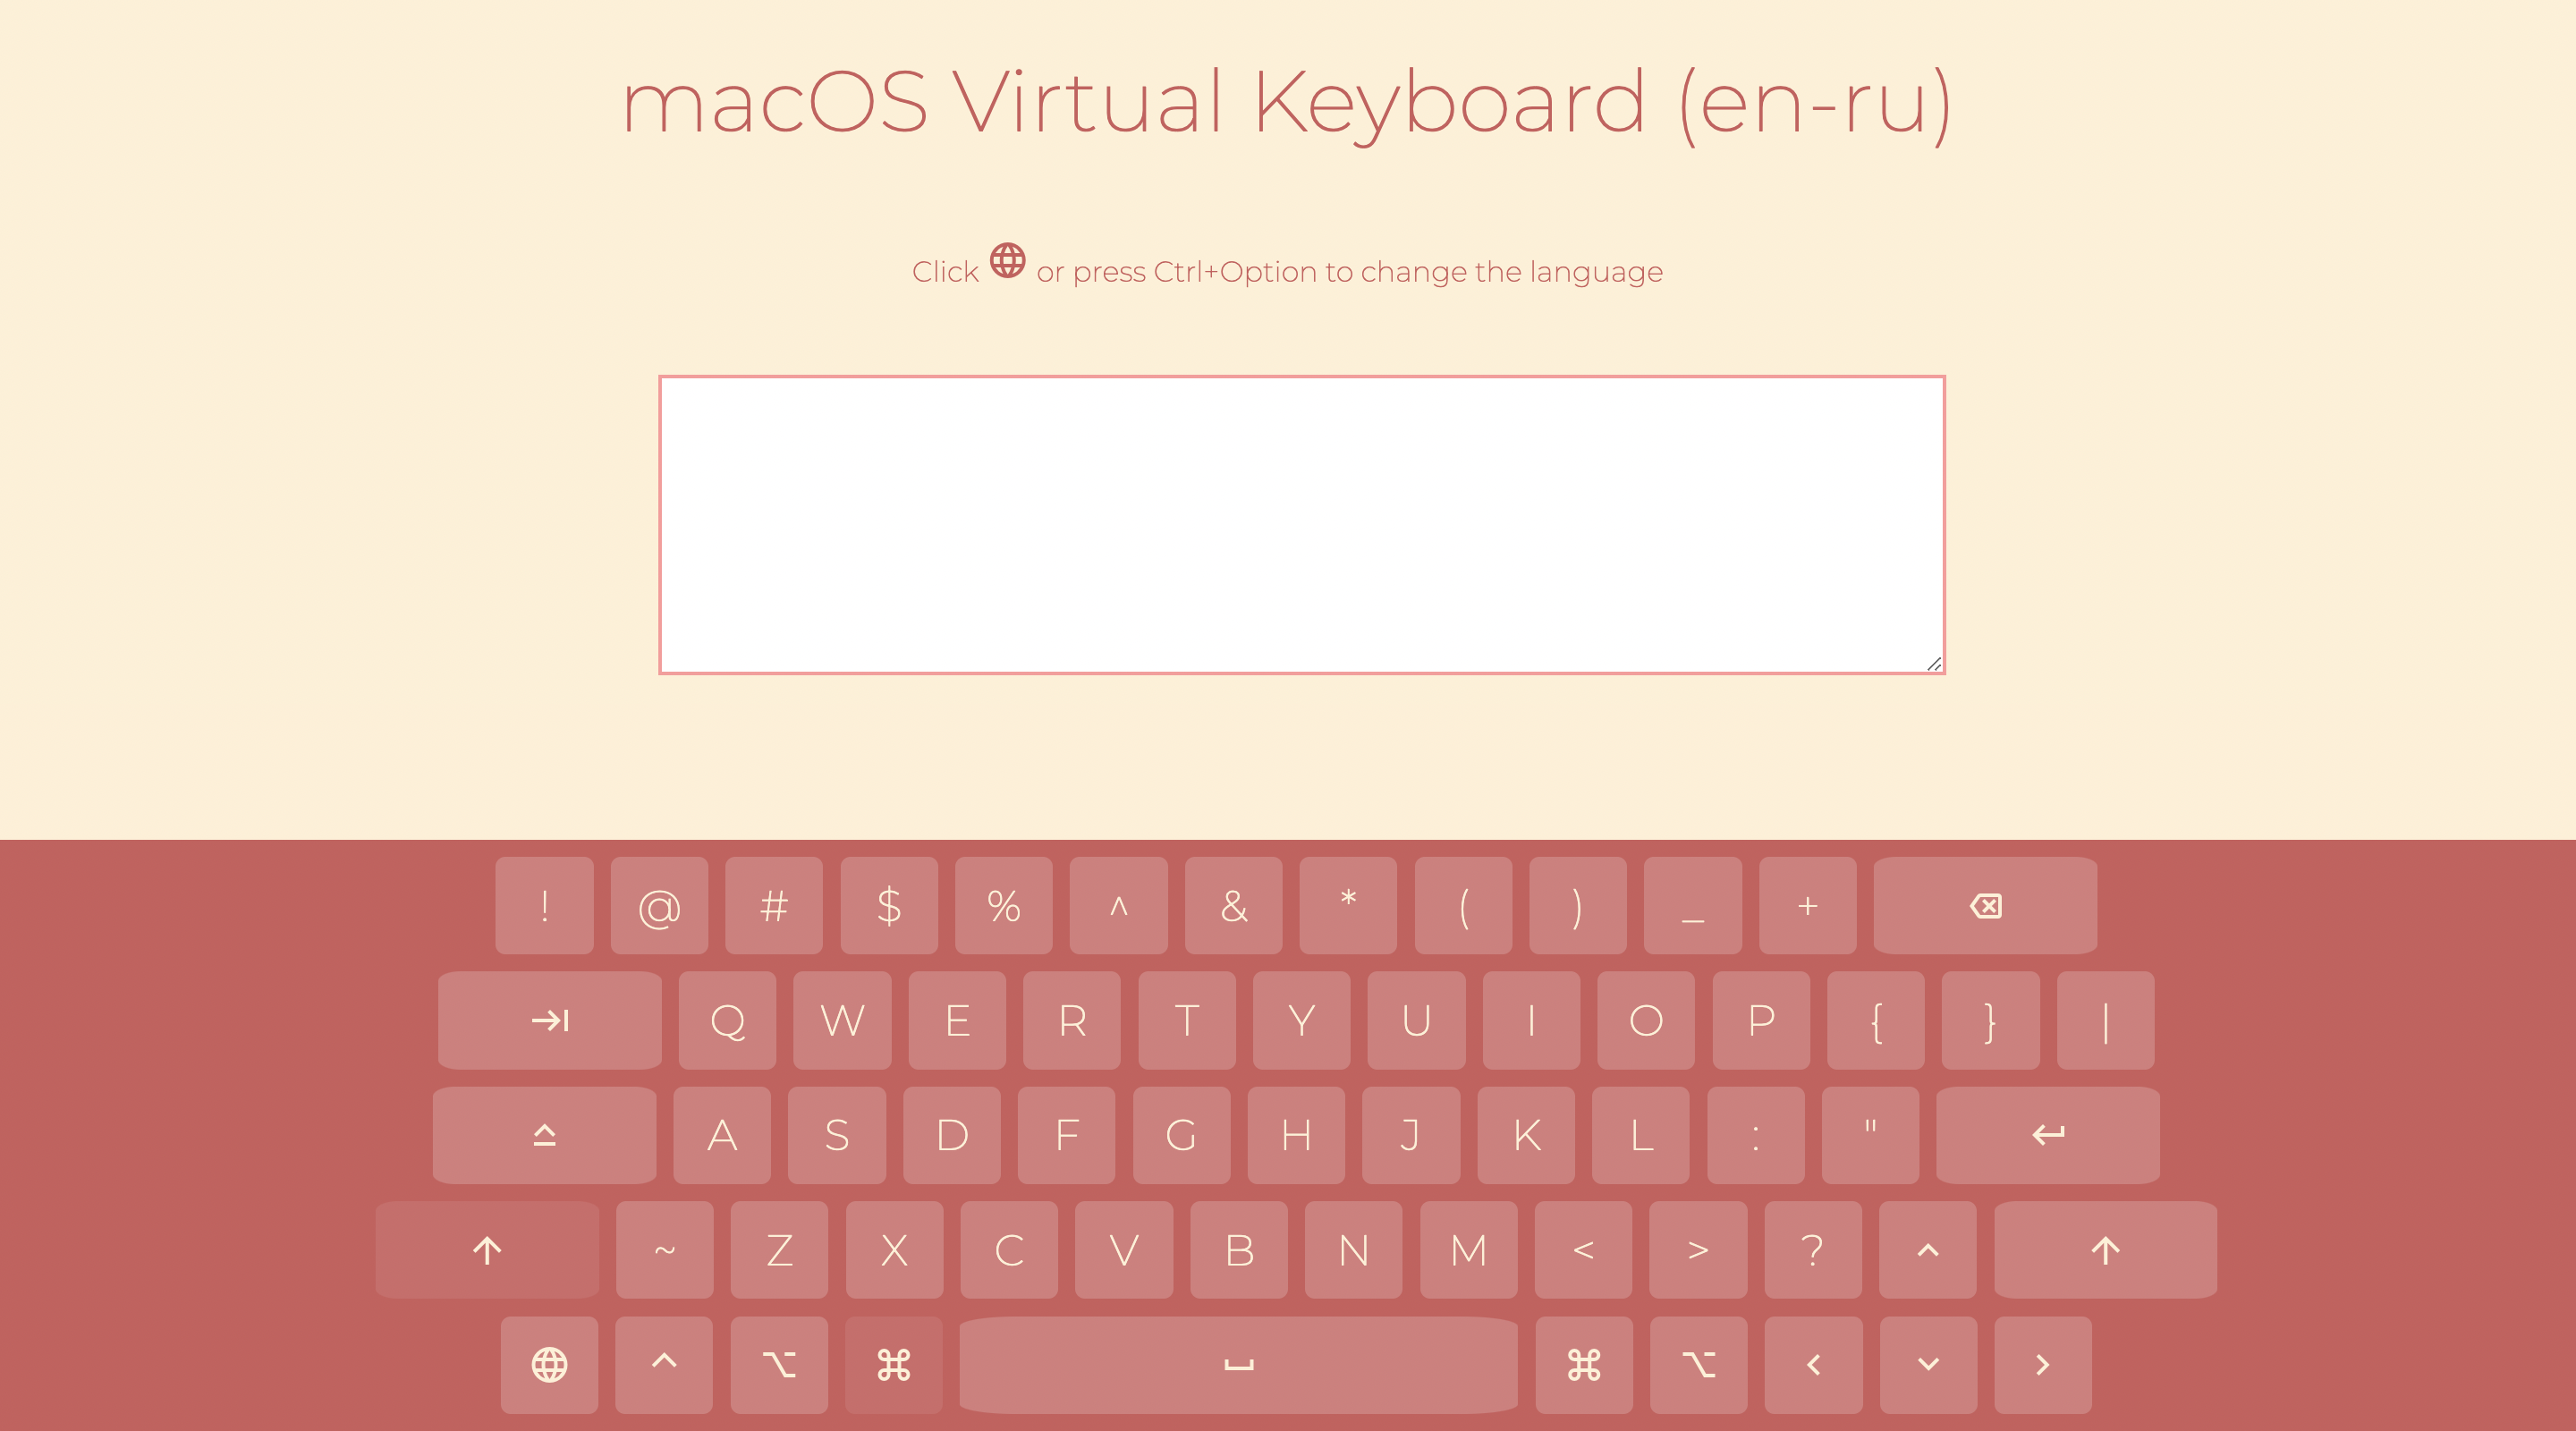 macOS Virtual Keyboard (en-ru)
Click or press Ctrl+Option to change the language
! @ # $ % ^ & * ( ) _ +
Q W E R T Y U I O P { } |
A S D F G H J K L : "
~ Z X C V B N M < > ?